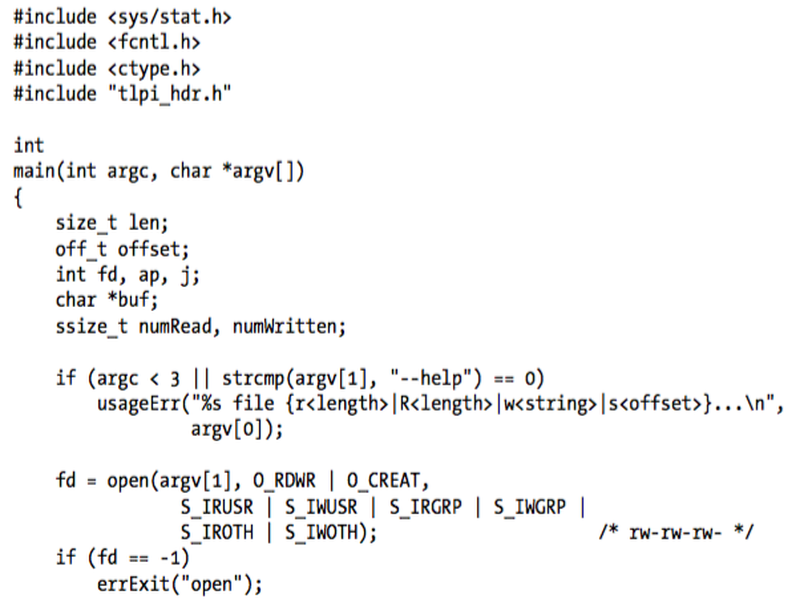 #include <sys/stat.h>
#include <fcntl.h>
#include <ctype.h>
#include "tlpi_hdr.h"

int
main(int argc, char *argv[])
{
    size_t len;
    off_t offset;
    int fd, ap, j;
    char *buf;
    ssize_t numRead, numWritten;

    if (argc < 3 || strcmp(argv[1], "--help") == 0)
        usageErr("%s file {r<length>|R<length>|w<string>|s<offset>}...\n",
                 argv[0]);

    fd = open(argv[1], O_RDWR | O_CREAT,
                S_IRUSR | S_IWUSR | S_IRGRP | S_IWGRP |
                S_IROTH | S_IWOTH);                     /* rw-rw-rw- */
    if (fd == -1)
        errExit("open");